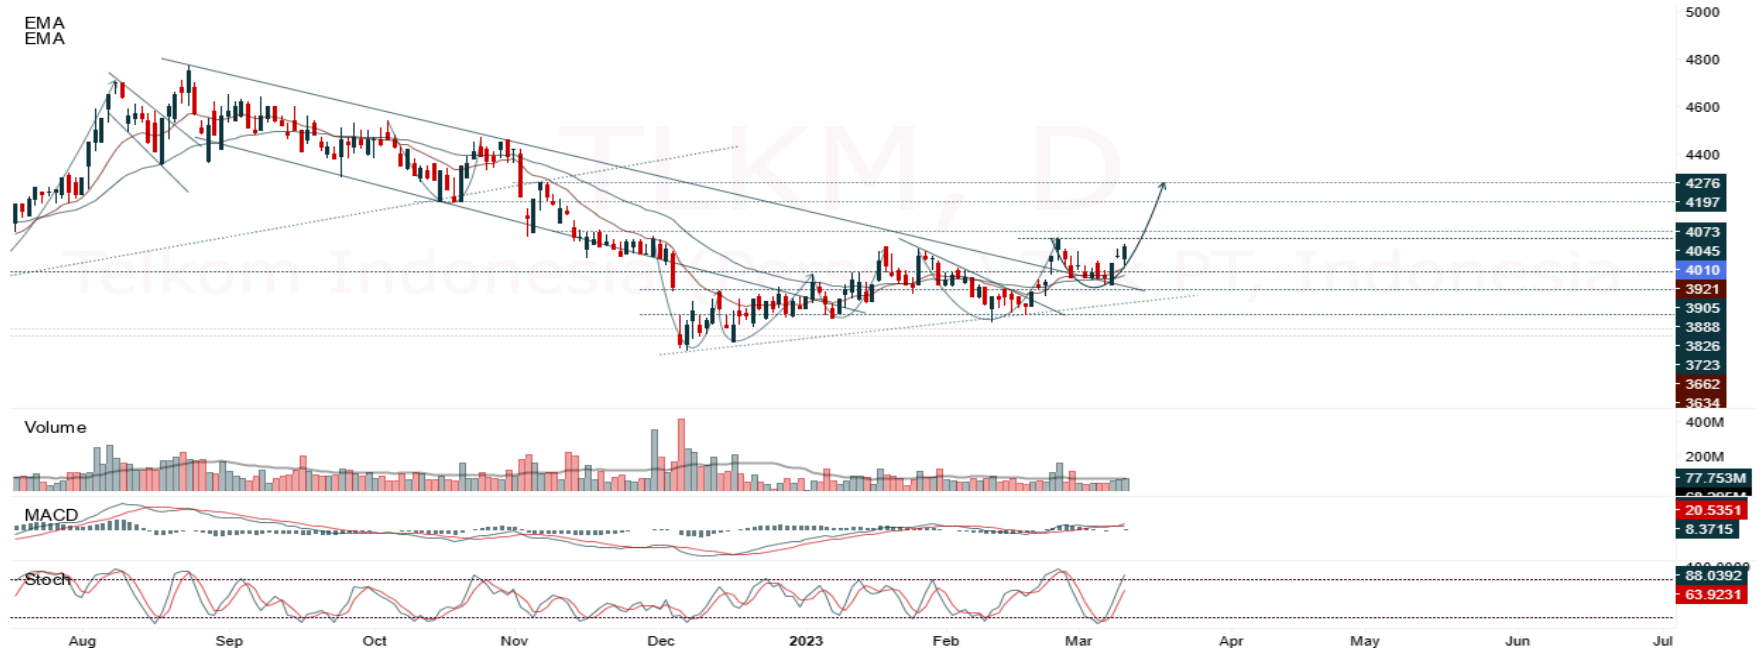 EMA
EMA
TLKM, D
Telkom Indonesia
PT, Indonesia
5000
4800
4600
4400
4276
4197
4073
4045
4010
3921
3905
3888
3826
3723
3662
3634
Volume
400M
200M
77.753M
MACD
20.5351
8.3715
Stoch
88.0392
63.9231
Aug Sep Oct Nov Dec 2023 Feb Mar Apr May Jun Jul